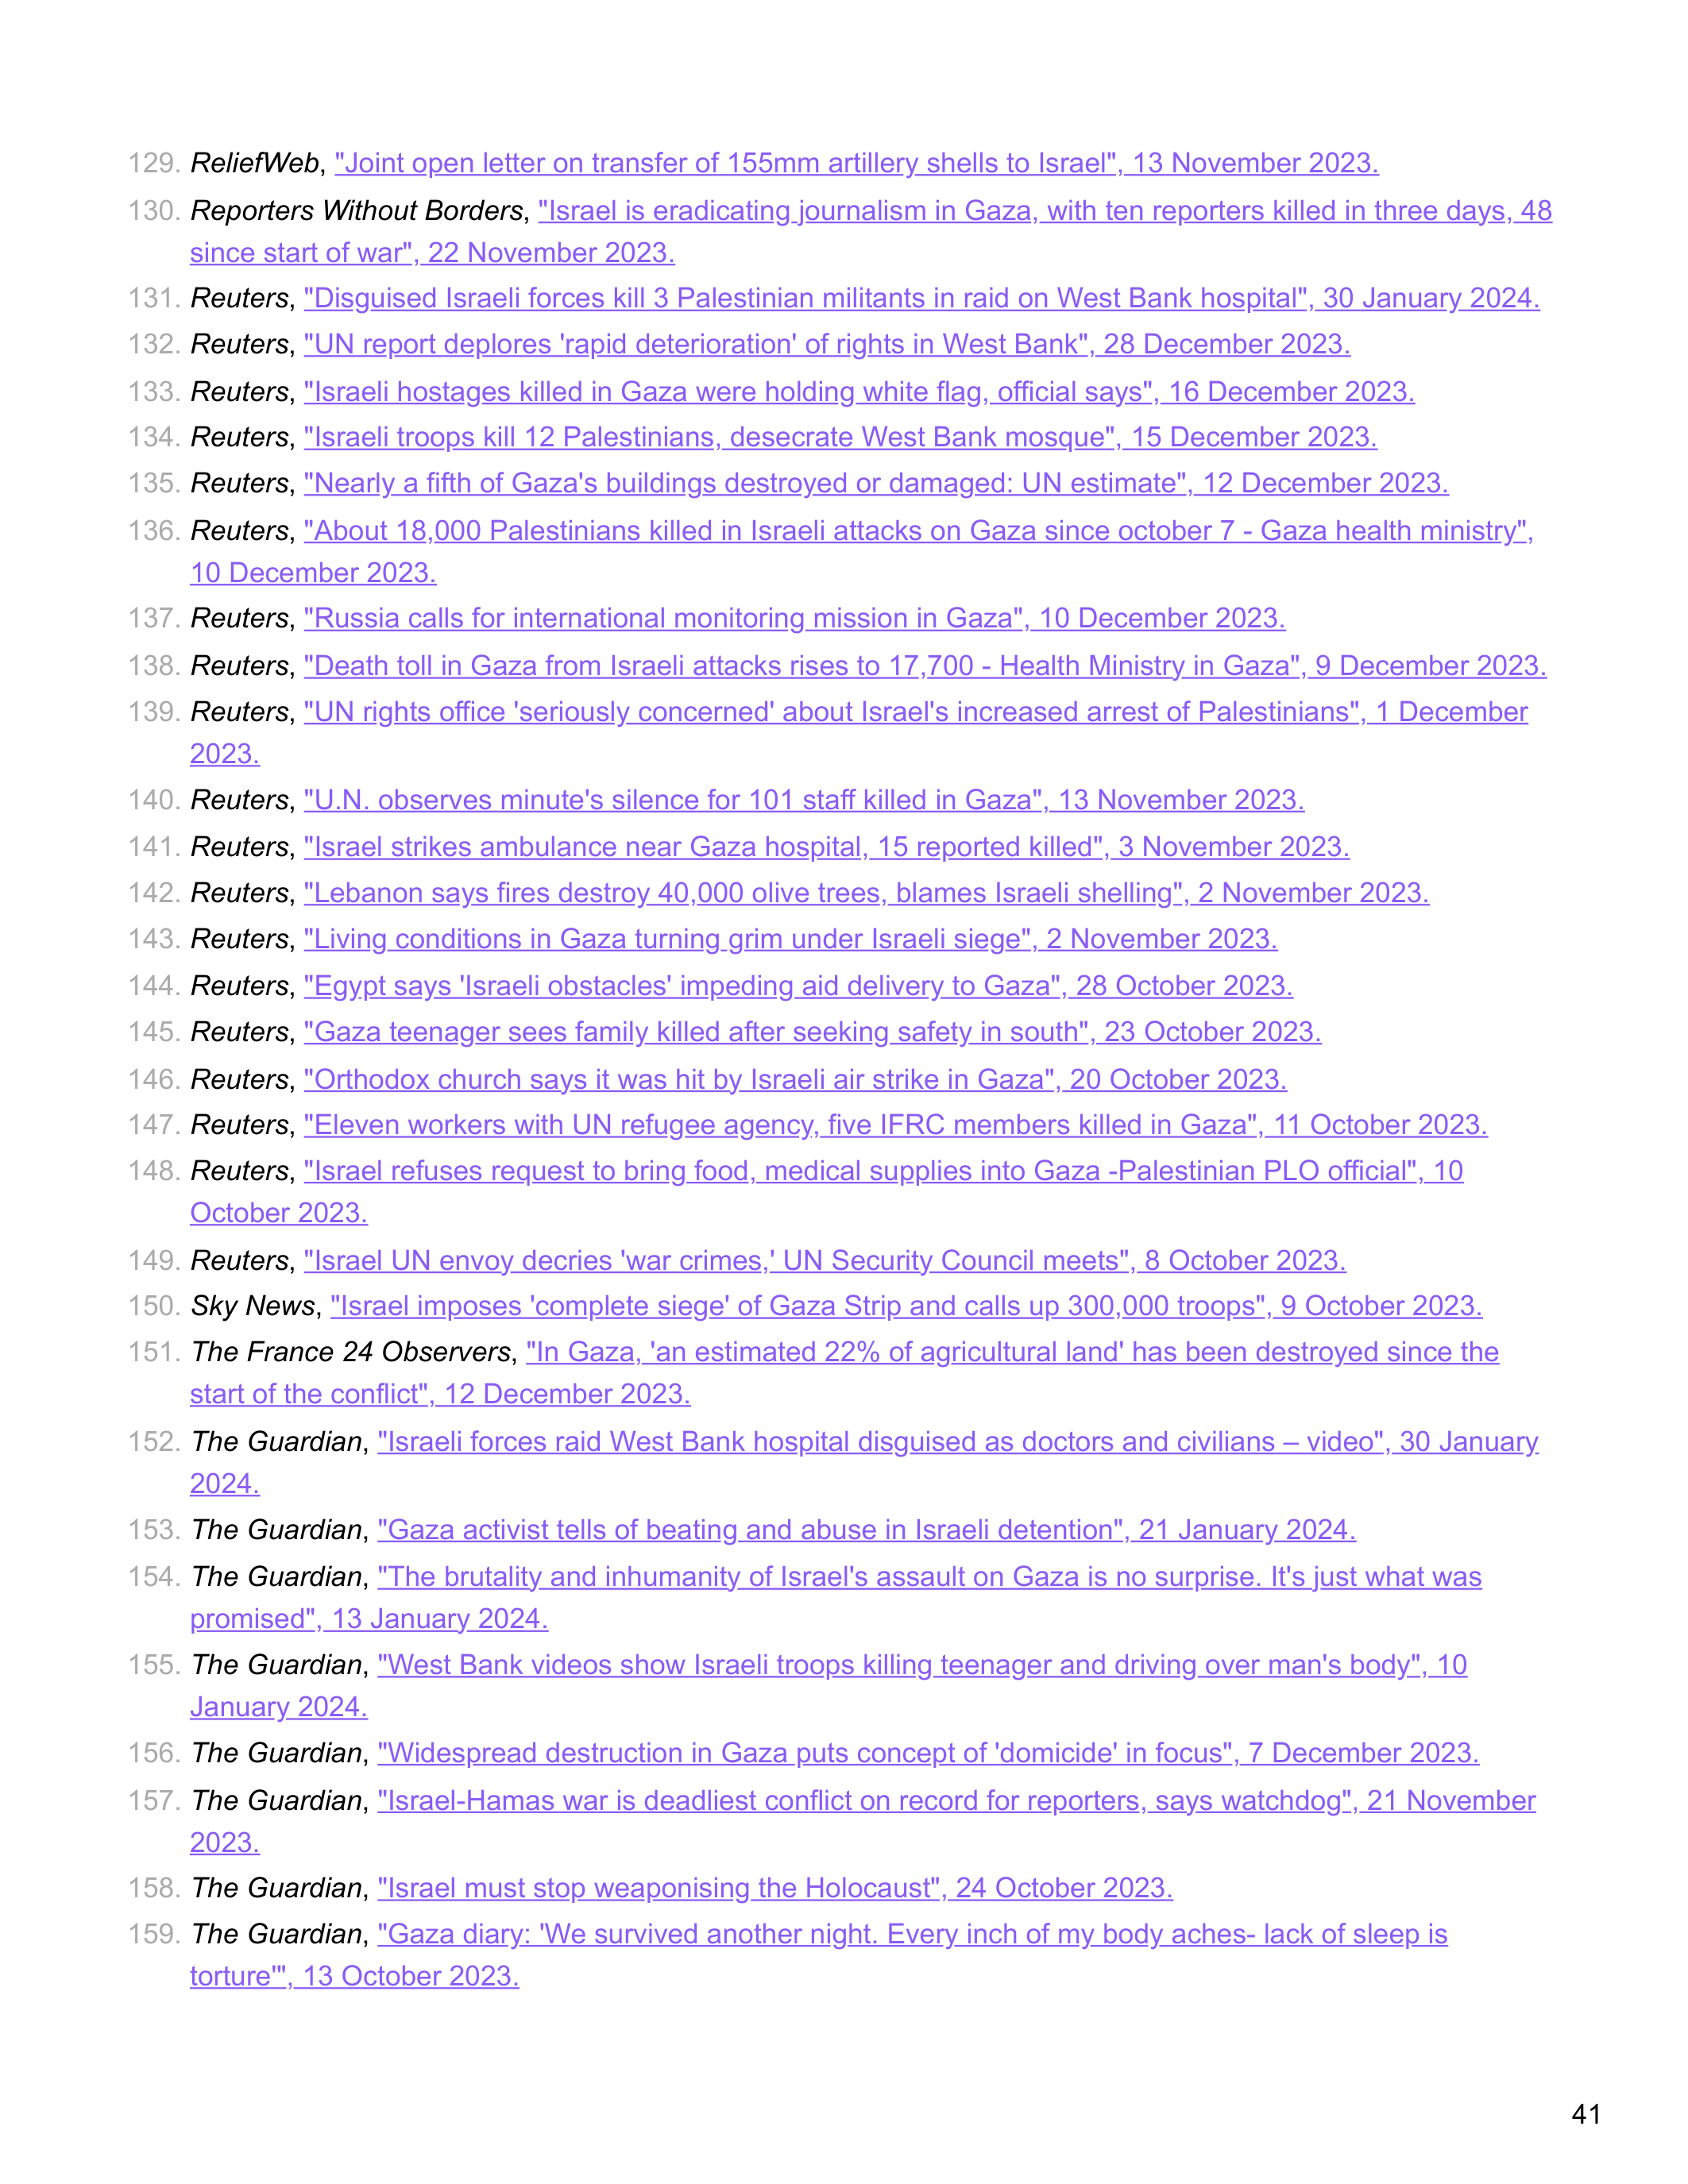 129. ReliefWeb, "Joint open letter on transfer of 155mm artillery shells to Israel", 13 November 2023.
130. Reporters Without Borders, "Israel is eradicating journalism in Gaza, with ten reporters killed in three days, 48
since start of war", 22 November 2023.
131. Reuters, "Disguised Israeli forces kill 3 Palestinian militants in raid on West Bank hospital", 30 January 2024.
132. Reuters, "UN report deplores 'rapid deterioration' of rights in West Bank", 28 December 2023.
133. Reuters, "Israeli hostages killed in Gaza were holding white flag, official says", 16 December 2023.
134. Reuters, "Israeli troops kill 12 Palestinians, desecrate West Bank mosque", 15 December 2023.
135. Reuters, "Nearly a fifth of Gaza's buildings destroyed or damaged: UN estimate", 12 December 2023.
136. Reuters, "About 18,000 Palestinians killed in Israeli attacks on Gaza since october 7 - Gaza health ministry",
10 December 2023.
137. Reuters, "Russia calls for international monitoring mission in Gaza", 10 December 2023.
138. Reuters, "Death toll in Gaza from Israeli attacks rises to 17,700 - Health Ministry in Gaza", 9 December 2023.
139. Reuters, "UN rights office 'seriously concerned' about Israel's increased arrest of Palestinians", 1 December
2023.
140. Reuters, "U.N. observes minute's silence for 101 staff killed in Gaza", 13 November 2023.
141. Reuters, "Israel strikes ambulance near Gaza hospital, 15 reported killed", 3 November 2023.
142. Reuters, "Lebanon says fires destroy 40,000 olive trees, blames Israeli shelling", 2 November 2023.
143. Reuters, "Living conditions in Gaza turning grim under Israeli siege", 2 November 2023.
144. Reuters, "Egypt says 'Israeli obstacles' impeding aid delivery to Gaza", 28 October 2023.
145. Reuters, "Gaza teenager sees family killed after seeking safety in south", 23 October 2023.
146. Reuters, "Orthodox church says it was hit by Israeli air strike in Gaza", 20 October 2023.
147. Reuters, "Eleven workers with UN refugee agency, five IFRC members killed in Gaza", 11 October 2023.
148. Reuters, "Israel refuses request to bring food, medical supplies into Gaza -Palestinian PLO official", 10
October 2023.
149. Reuters, "Israel UN envoy decries 'war crimes,' UN Security Council meets", 8 October 2023.
150. Sky News, "Israel imposes 'complete siege' of Gaza Strip and calls up 300,000 troops", 9 October 2023.
151. The France 24 Observers, "In Gaza, 'an estimated 22% of agricultural land' has been destroyed since the
start of the conflict", 12 December 2023.
152. The Guardian, "Israeli forces raid West Bank hospital disguised as doctors and civilians – video", 30 January
2024.
153. The Guardian, "Gaza activist tells of beating and abuse in Israeli detention", 21 January 2024.
154. The Guardian, "The brutality and inhumanity of Israel's assault on Gaza is no surprise. It's just what was
promised", 13 January 2024.
155. The Guardian, "West Bank videos show Israeli troops killing teenager and driving over man's body", 10
January 2024.
156. The Guardian, "Widespread destruction in Gaza puts concept of 'domicide' in focus", 7 December 2023.
157. The Guardian, "Israel-Hamas war is deadliest conflict on record for reporters, says watchdog", 21 November
2023.
158. The Guardian, "Israel must stop weaponising the Holocaust", 24 October 2023.
159. The Guardian, "Gaza diary: 'We survived another night. Every inch of my body aches- lack of sleep is
torture'", 13 October 2023.
41